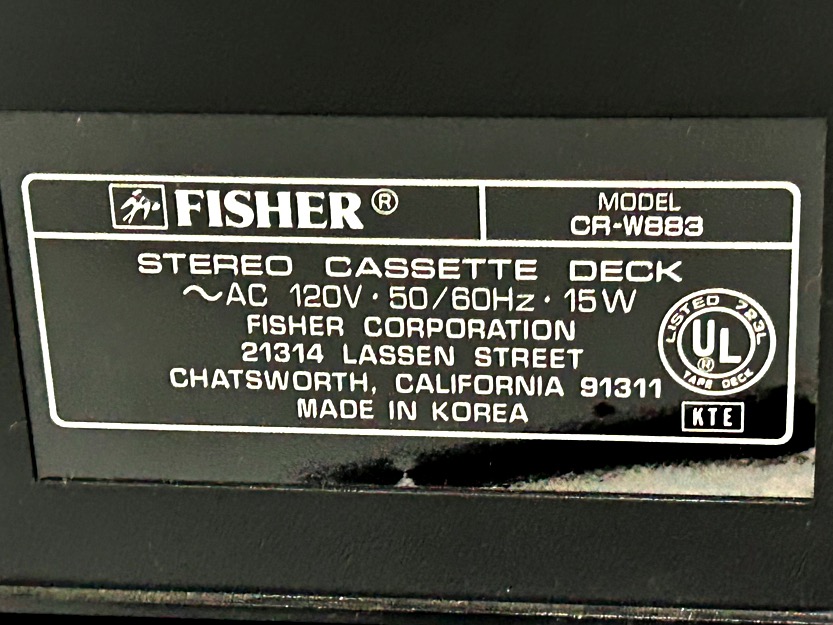 FISHER®
MODEL
CR-W883
STEREO CASSETTE DECK
~AC 120V · 50/60Hz · 15W
FISHER CORPORATION
21314 LASSEN STREET
CHATSWORTH, CALIFORNIA 91311
MADE IN KOREA
LISTED 723L
UL®
TAPE DECK
KTE